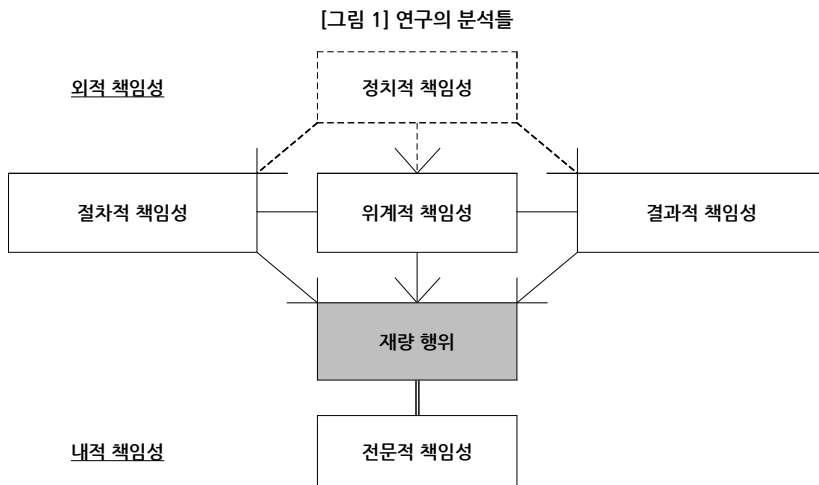 [그림 1] 연구의 분석틀
외적 책임성
정치적 책임성
절차적 책임성
위계적 책임성
결과적 책임성
재량 행위
내적 책임성
전문적 책임성